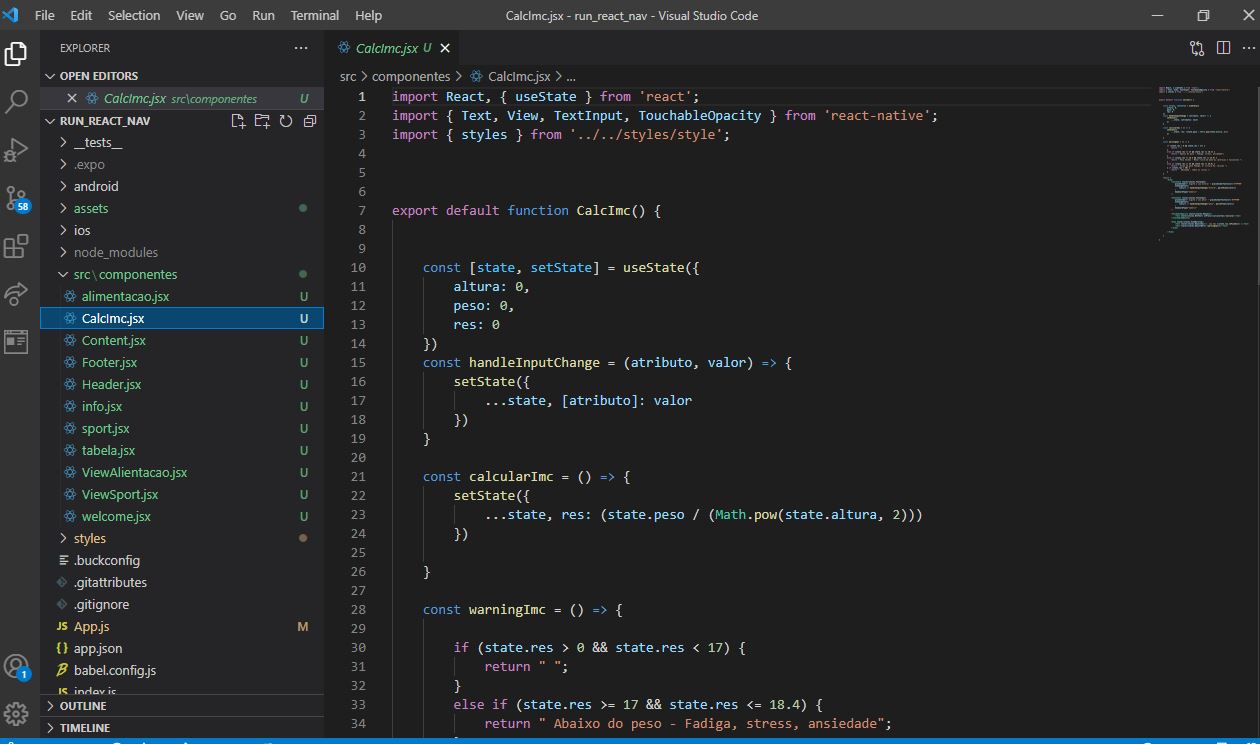 File Edit Selection View Go Run Terminal Help CalcImc.jsx - run_react_nav - Visual Studio Code
EXPLORER
OPEN EDITORS
CalcImc.jsx src\componentes U
RUN_REACT_NAV
__tests__
.expo
android
assets
ios
node_modules
src\componentes
alimentacao.jsx U
CalcImc.jsx U
Content.jsx U
Footer.jsx U
Header.jsx U
info.jsx U
sport.jsx U
tabela.jsx U
ViewAlientacao.jsx U
ViewSport.jsx U
welcome.jsx U
styles
.buckconfig
.gitattributes
.gitignore
JS App.js M
{} app.json
babel.config.js
JS index.js
OUTLINE
TIMELINE
58
1
CalcImc.jsx U
src > componentes > CalcImc.jsx > ...
1 import React, { useState } from 'react';
2 import { Text, View, TextInput, TouchableOpacity } from 'react-native';
3 import { styles } from '../../styles/style';
4
5
6
7 export default function CalcImc() {
8
9
10 const [state, setState] = useState({
11 altura: 0,
12 peso: 0,
13 res: 0
14 })
15 const handleInputChange = (atributo, valor) => {
16 setState({
17 ...state, [atributo]: valor
18 })
19 }
20
21 const calcularImc = () => {
22 setState({
23 ...state, res: (state.peso / (Math.pow(state.altura, 2)))
24 })
25
26 }
27
28 const warningImc = () => {
29
30 if (state.res > 0 && state.res < 17) {
31 return " ";
32 }
33 else if (state.res >= 17 && state.res <= 18.4) {
34 return " Abaixo do peso - Fadiga, stress, ansiedade";